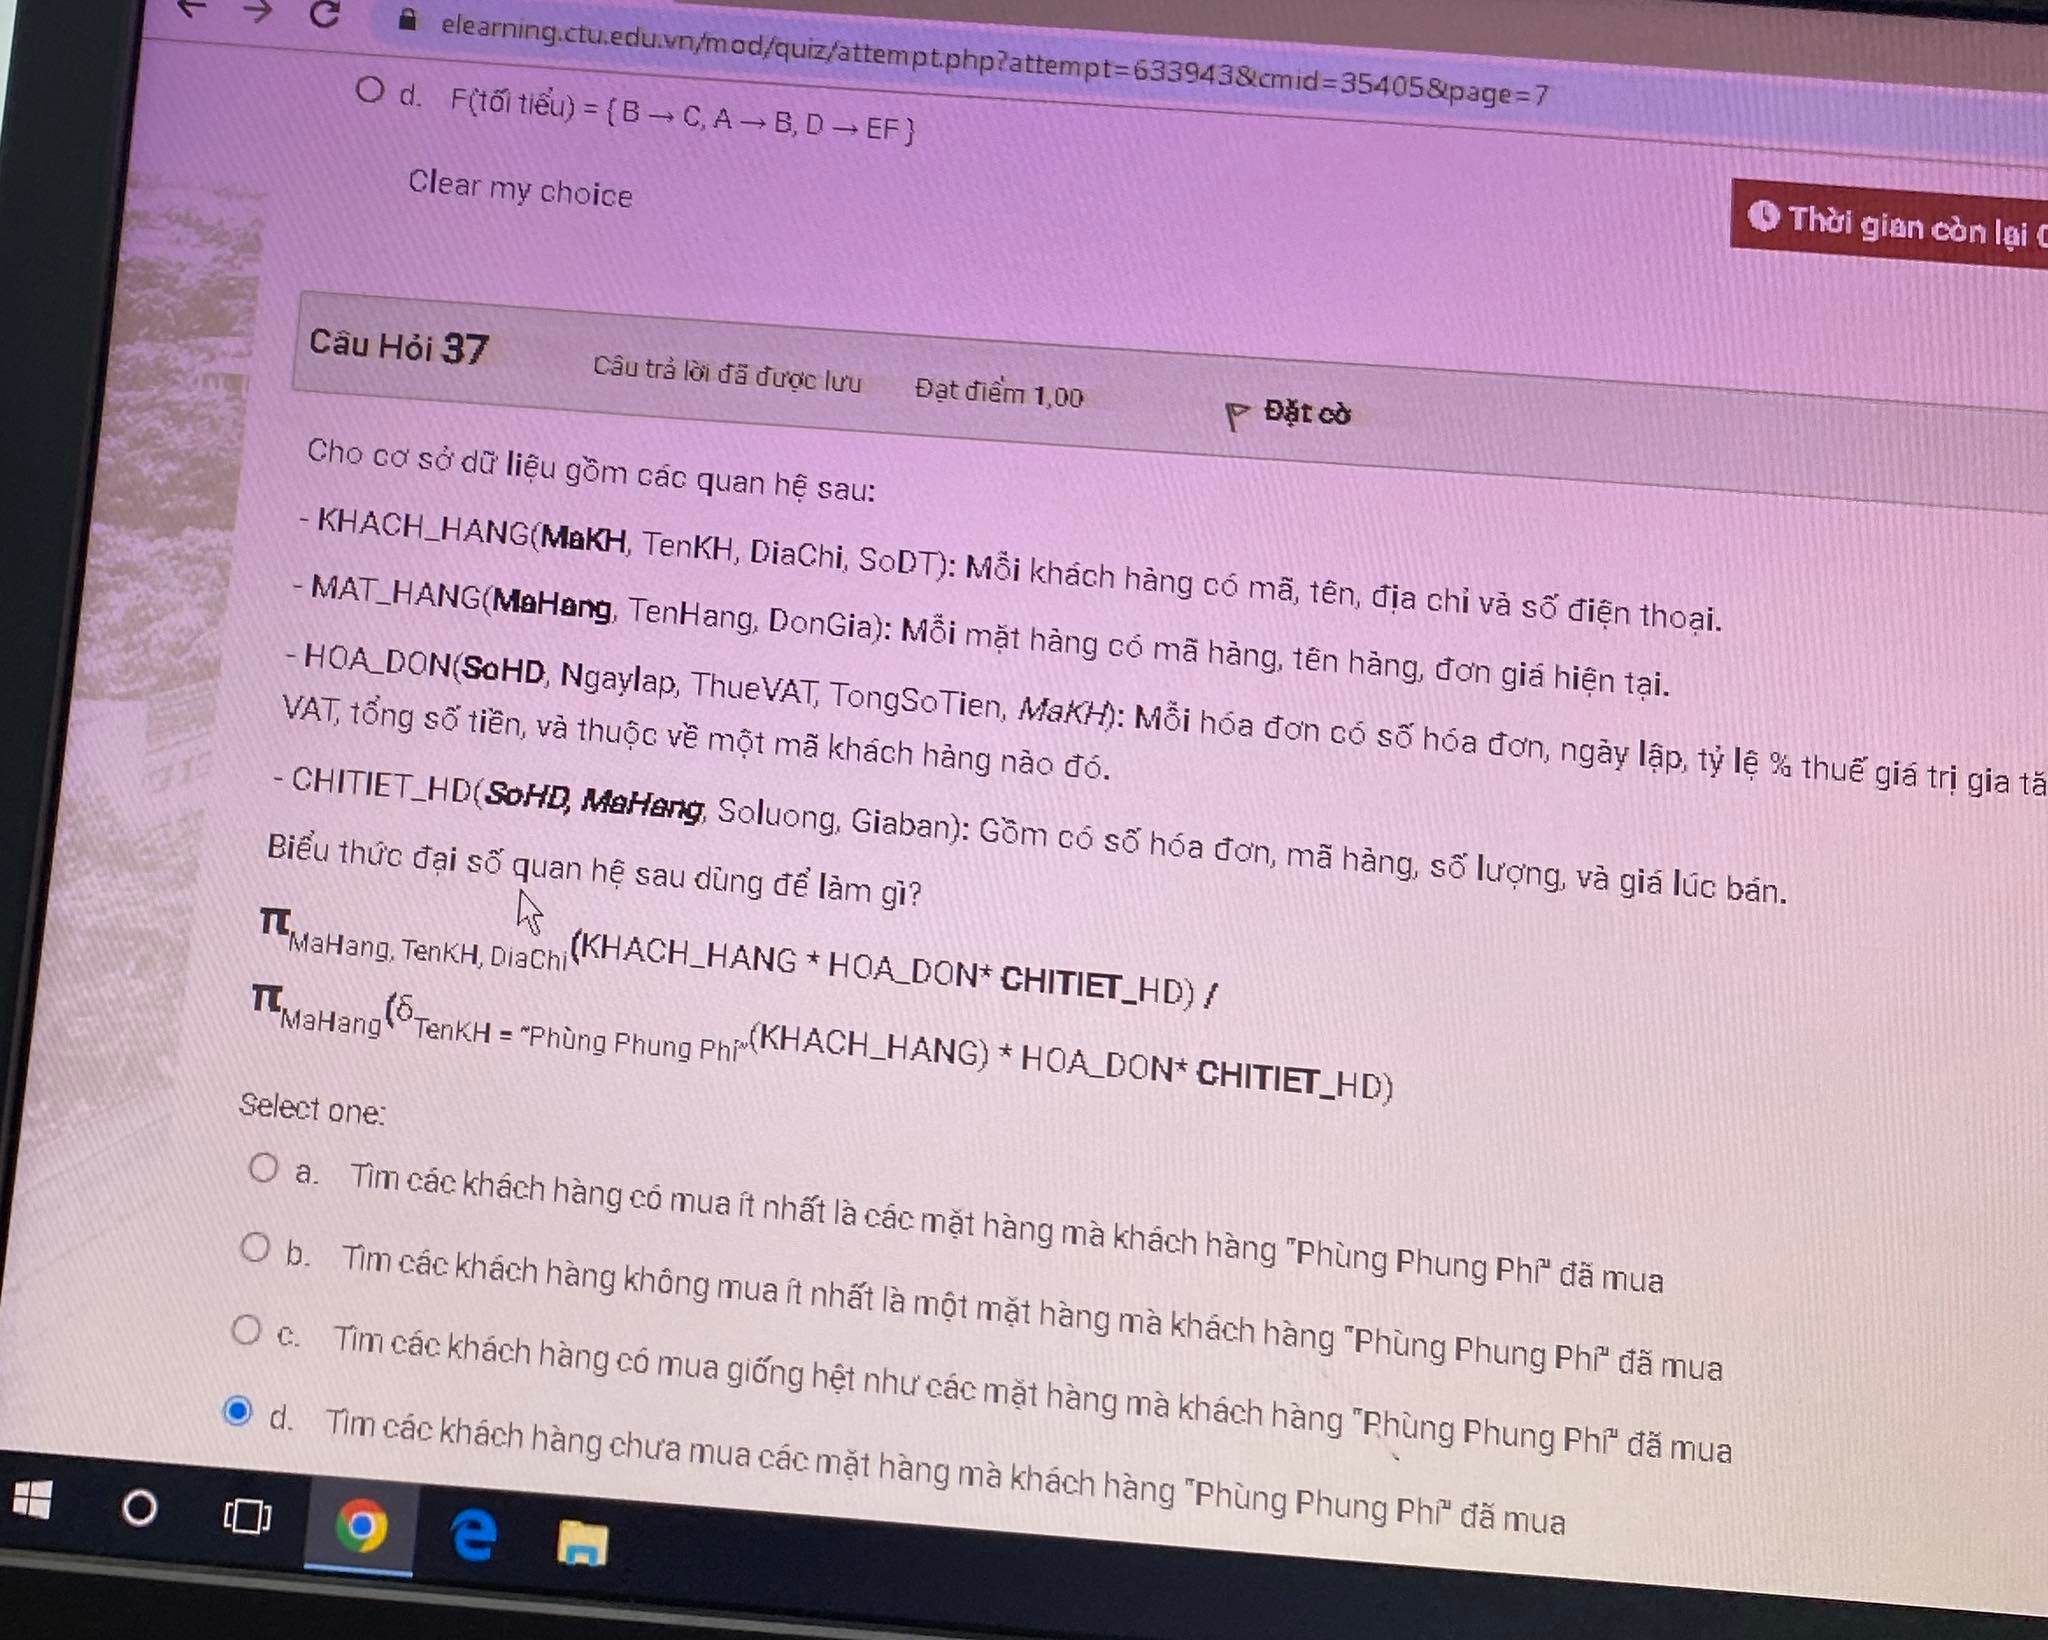 elearning.ctu.edu.vn/mod/quiz/attempt.php?attempt=633943&cmid=35405&page=7
d. F(tối tiểu) = { B → C, A → B, D → EF }
Clear my choice
Thời gian còn lại
Câu Hỏi 37 Câu trả lời đã được lưu Đạt điểm 1,00 Đặt cờ
Cho cơ sở dữ liệu gồm các quan hệ sau:
- KHACH_HANG(MaKH, TenKH, DiaChi, SoDT): Mỗi khách hàng có mã, tên, địa chỉ và số điện thoại.
- MAT_HANG(MaHang, TenHang, DonGia): Mỗi mặt hàng có mã hàng, tên hàng, đơn giá hiện tại.
- HOA_DON(SoHD, Ngaylap, ThueVAT, TongSoTien, MaKH): Mỗi hóa đơn có số hóa đơn, ngày lập, tỷ lệ % thuế giá trị gia tă
VAT, tổng số tiền, và thuộc về một mã khách hàng nào đó.
- CHITIET_HD(SoHD, MaHang, Soluong, Giaban): Gồm có số hóa đơn, mã hàng, số lượng, và giá lúc bán.
Biểu thức đại số quan hệ sau dùng để làm gì?
π MaHang, TenKH, DiaChi (KHACH_HANG * HOA_DON* CHITIET_HD) /
π MaHang (δ TenKH = "Phùng Phung Phí" (KHACH_HANG) * HOA_DON* CHITIET_HD)
Select one:
a. Tìm các khách hàng có mua ít nhất là các mặt hàng mà khách hàng "Phùng Phung Phí" đã mua
b. Tìm các khách hàng không mua ít nhất là một mặt hàng mà khách hàng "Phùng Phung Phí" đã mua
c. Tìm các khách hàng có mua giống hệt như các mặt hàng mà khách hàng "Phùng Phung Phí" đã mua
d. Tìm các khách hàng chưa mua các mặt hàng mà khách hàng "Phùng Phung Phí" đã mua